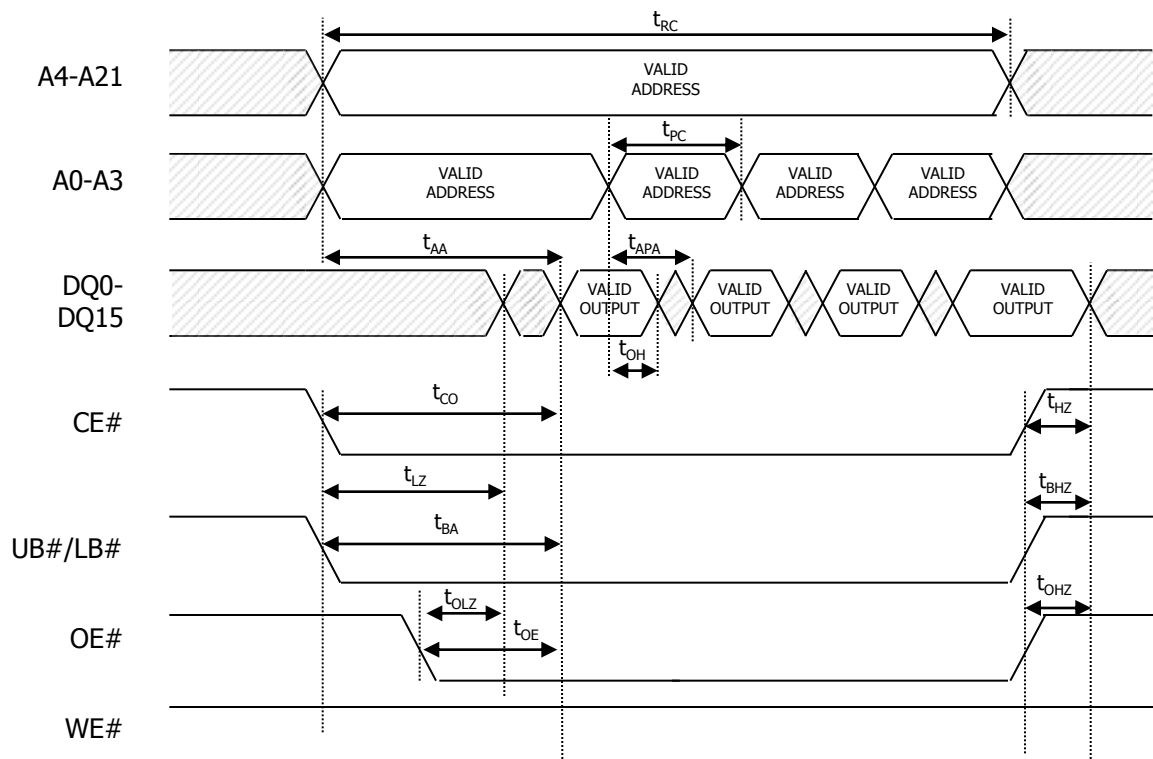 tRC
A4-A21
VALID
ADDRESS
tPC
A0-A3
VALID
ADDRESS
VALID
ADDRESS
VALID
ADDRESS
VALID
ADDRESS
tAA
tAPA
DQ0-
DQ15
VALID
OUTPUT
VALID
OUTPUT
VALID
OUTPUT
VALID
OUTPUT
tOH
CE#
tCO
tHZ
tLZ
tBHZ
UB#/LB#
tBA
tOHZ
OE#
tOLZ
tOE
WE#